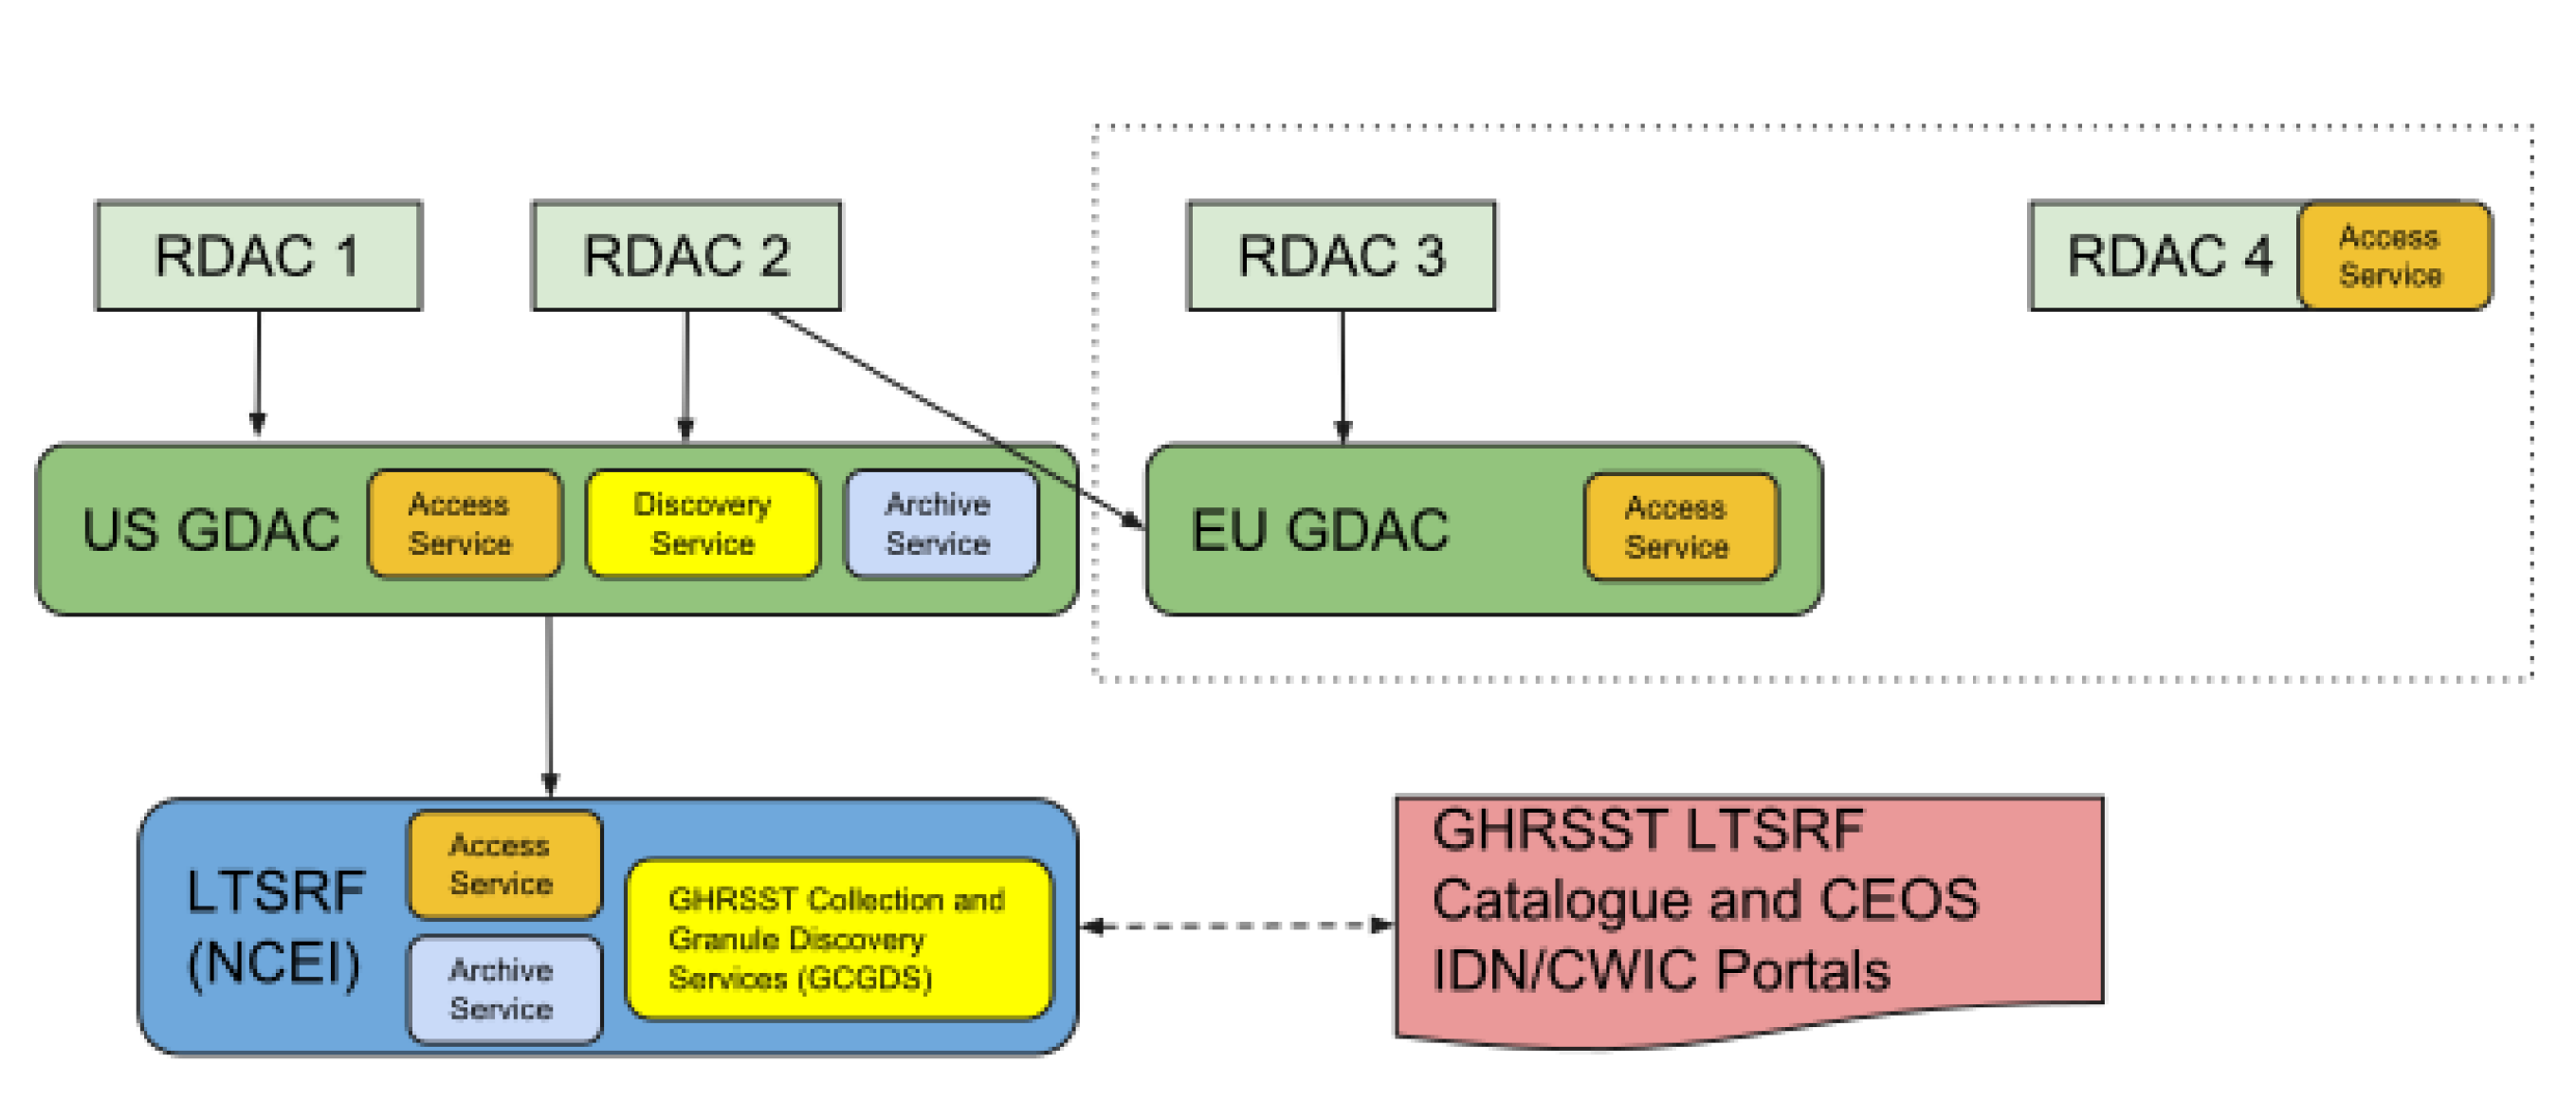 RDAC 1
RDAC 2
RDAC 3
RDAC 4
Access
Service
US GDAC
Access
Service
Discovery
Service
Archive
Service
EU GDAC
Access
Service
LTSRF
(NCEI)
Access
Service
Archive
Service
GHRSST Collection and
Granule Discovery
Services (GCGDS)
GHRSST LTSRF
Catalogue and CEOS
IDN/CWIC Portals